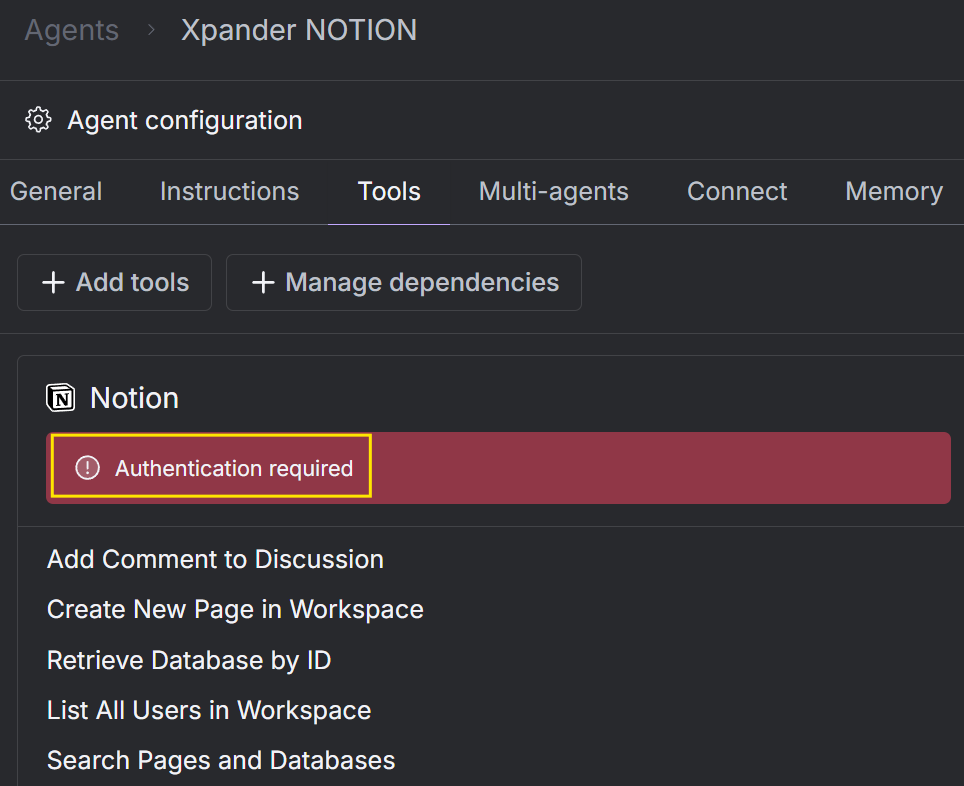 Agents > Xpander NOTION
Agent configuration
General Instructions Tools Multi-agents Connect Memory
+ Add tools + Manage dependencies
Notion
Authentication required
Add Comment to Discussion
Create New Page in Workspace
Retrieve Database by ID
List All Users in Workspace
Search Pages and Databases